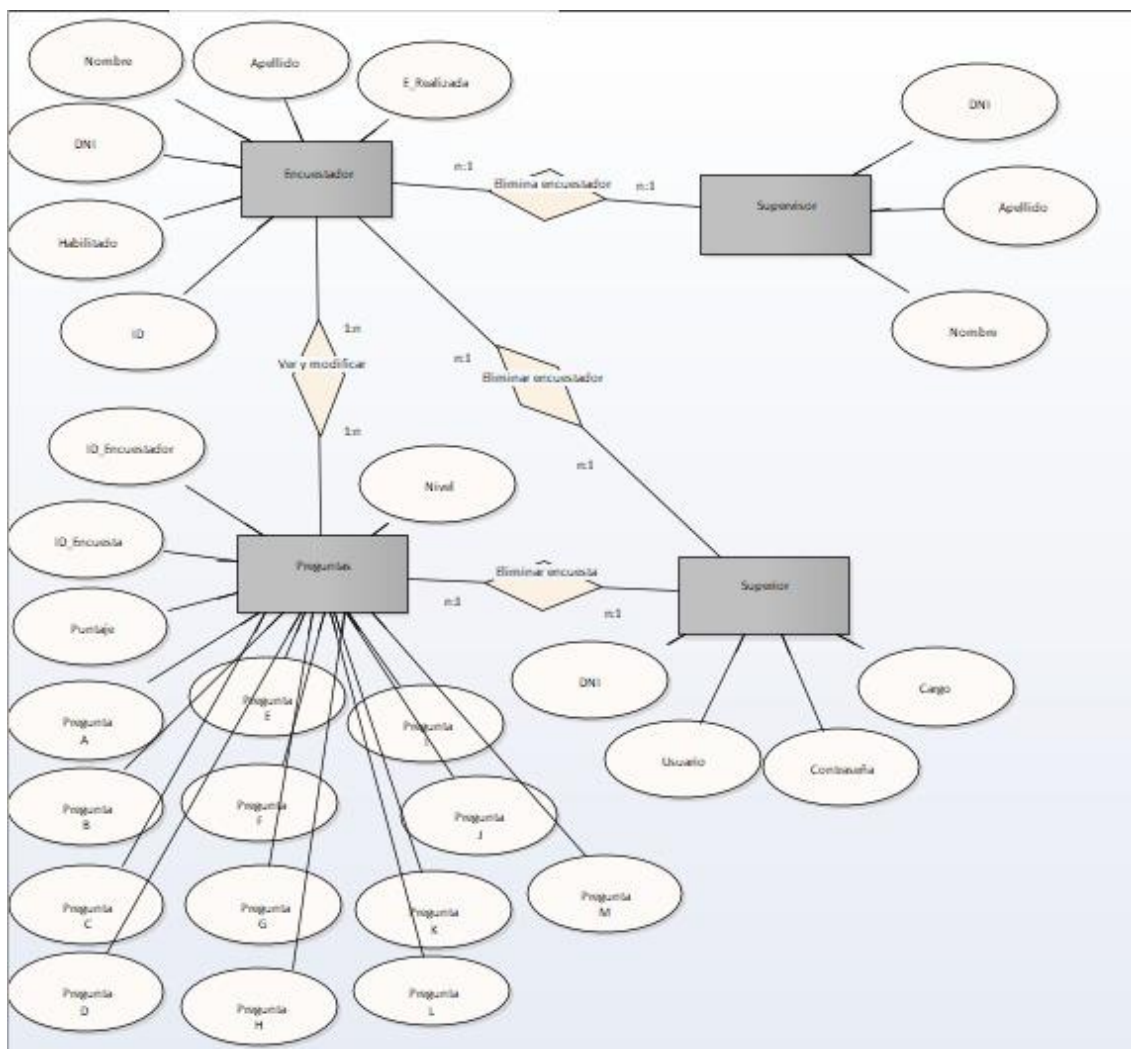 Nombre
Apellido
E_Realizada
DNI
DNI
Encuestador
n:1
Elimina encuestador
n:1
Supervisor
Apellido
Habilitado
Nombre
ID
1:n
Ver y modificar
n:1
Eliminar encuestador
1:n
ID_Encuestador
n:1
Nivel
ID_Encuesta
Preguntas
Eliminar encuesta
Superior
n:1
n:1
Puntaje
DNI
Cargo
Pregunta
E
Pregunta
A
Pregunta
Usuario
Contraseña
Pregunta
B
Pregunta
F
Pregunta
J
Pregunta
C
Pregunta
G
Pregunta
K
Pregunta
M
Pregunta
D
Pregunta
H
Pregunta
L